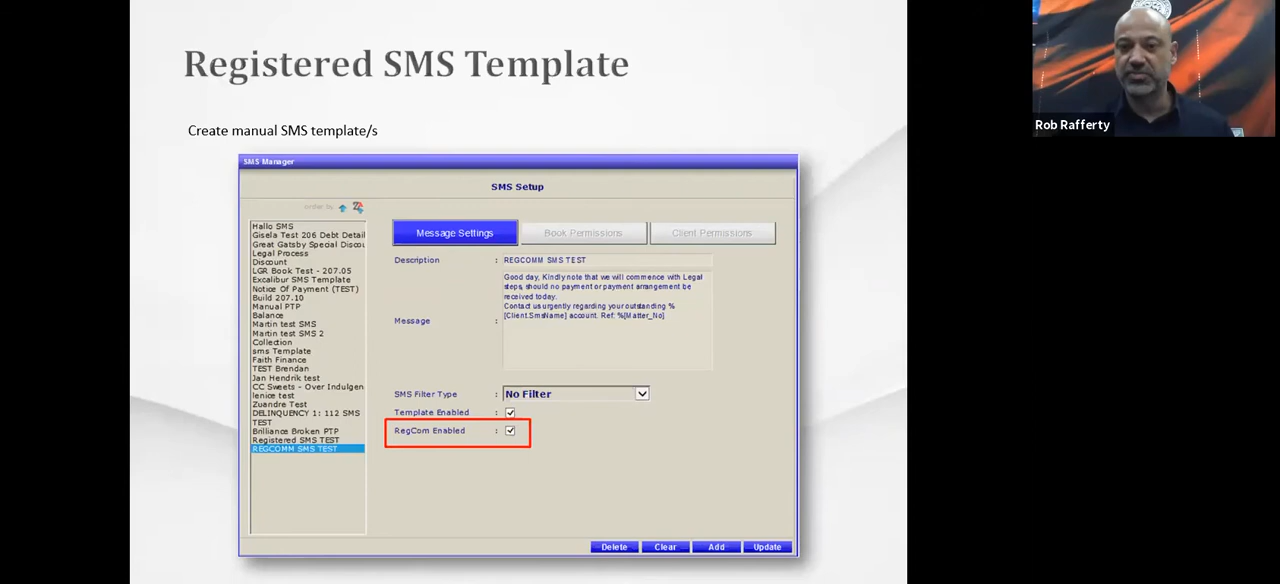 Registered SMS Template
Create manual SMS template/s
SMS Manager
SMS Setup
order by
Hallo SMS
Gisela Test 206 Debt Detail
Great Gatsby Special Discou
Legal Process
Discount
LGR Book Test - 207.05
Excalibur SMS Template
Notice Of Payment (TEST)
Build 207.10
Manual PTP
Balance
Martin test SMS
Martin test SMS 2
Collection
sms Template
Faith Finance
TEST Brendan
Jan Hendrik test
CC Sweets - Over Indulgen
lenice test
Zuandre Test
DELINQUENCY 1: 112 SMS
TEST
Brilliance Broken PTP
Registered SMS TEST
REGCOMM SMS TEST
Message Settings
Book Permissions
Client Permissions
Description : REGCOMM SMS TEST
Message :
Good day, Kindly note that we will commence with Legal
steps, should no payment or payment arrangement be
received today.
Contact us urgently regarding your outstanding %
[Client.SmsName] account. Ref: %[Matter_No]
SMS Filter Type : No Filter
Template Enabled :
RegCom Enabled :
Delete
Clear
Add
Update
Rob Rafferty